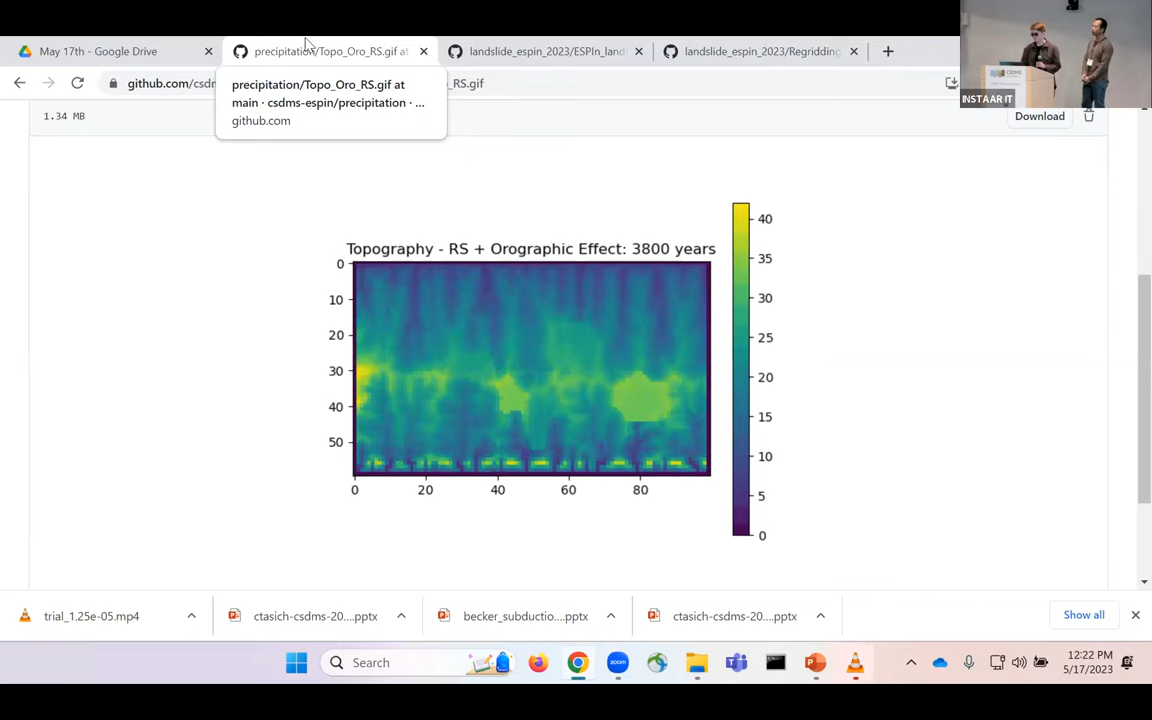 May 17th - Google Drive
precipitation/Topo_Oro_RS.gif at
landslide_espin_2023/ESPIn_land
landslide_espin_2023/Regridding
github.com/csd
_RS.gif
precipitation/Topo_Oro_RS.gif at
main · csdms-espin/precipitation · ...
github.com
INSTAAR IT
1.34 MB
Download
Topography - RS + Orographic Effect: 3800 years
0
10
20
30
40
50
0
20
40
60
80
40
35
30
25
20
15
10
5
0
trial_1.25e-05.mp4
ctasich-csdms-20....pptx
becker_subductio....pptx
ctasich-csdms-20....pptx
Show all
Search
12:22 PM
5/17/2023